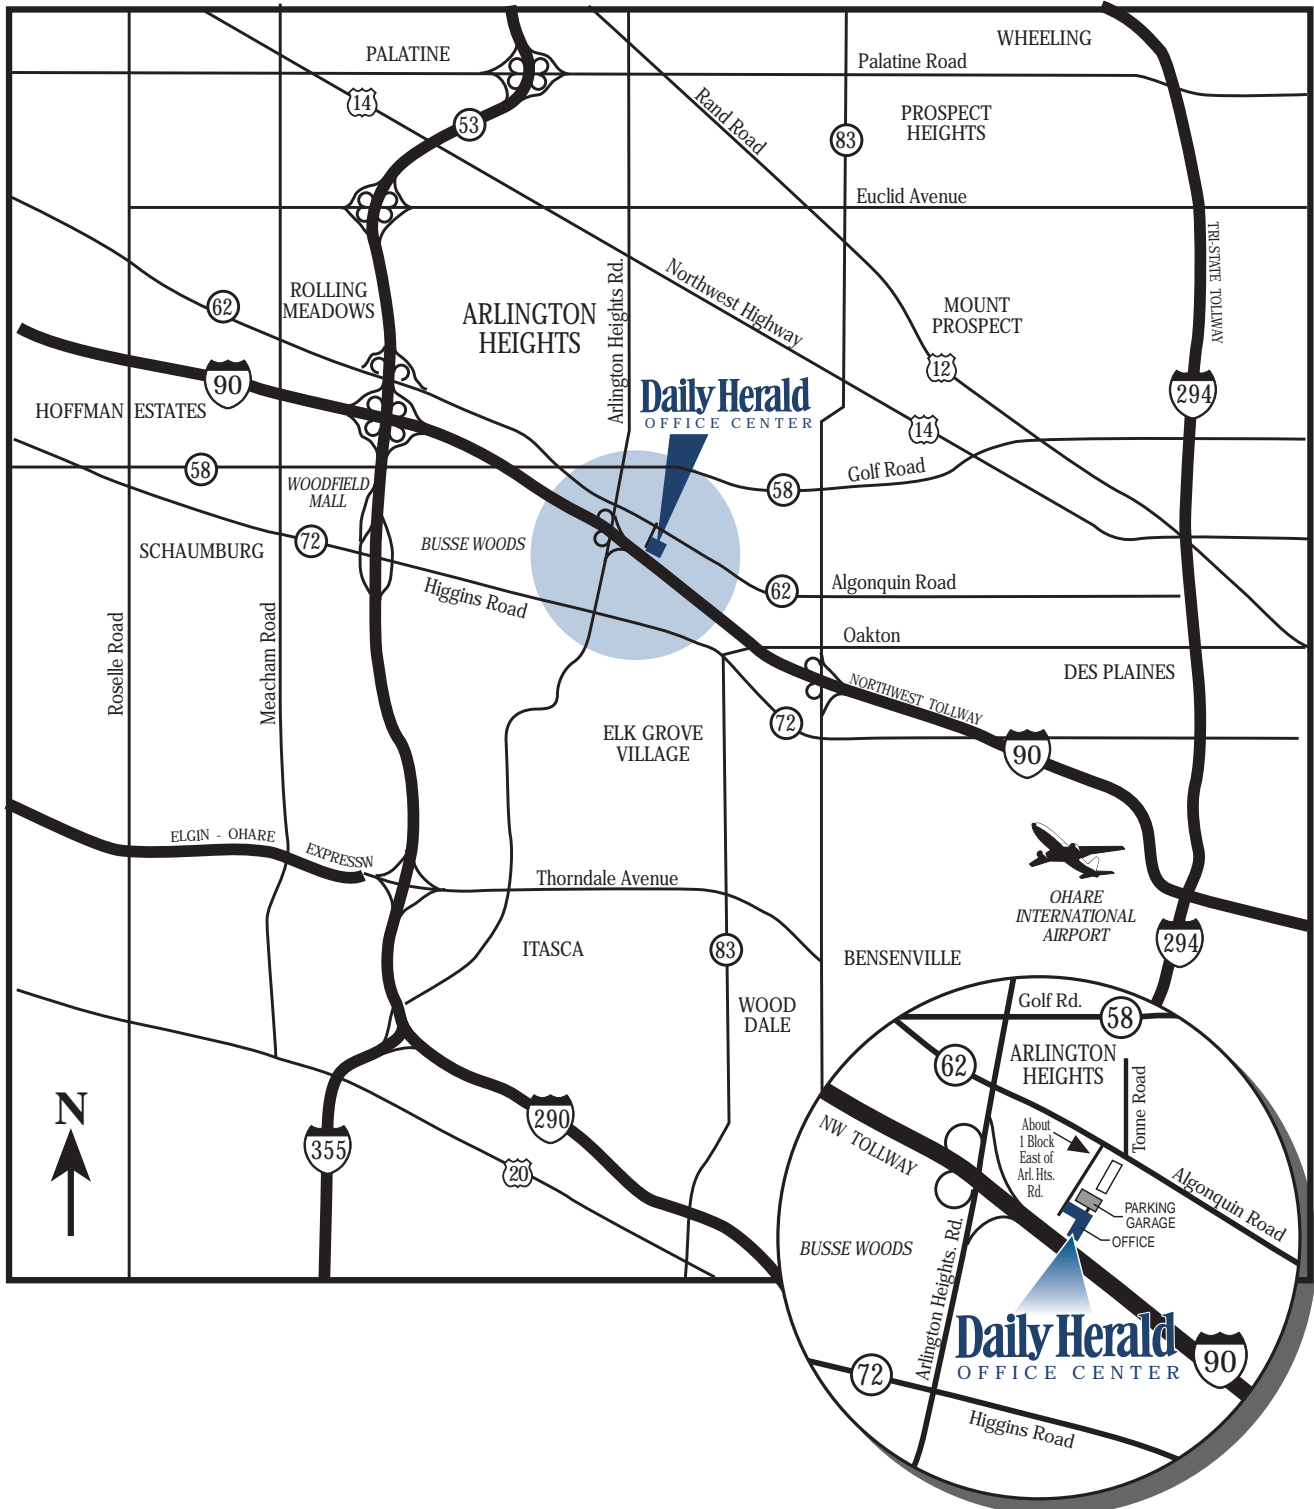 WHEELING
PALATINE
Palatine Road
14
Rand Road
53
PROSPECT
HEIGHTS
83
Euclid Avenue
TRI-STATE TOLLWAY
62
ROLLING
MEADOWS
ARLINGTON
HEIGHTS
Arlington Heights Rd.
Northwest Highway
MOUNT
PROSPECT
12
90
294
Daily Herald
OFFICE CENTER
HOFFMAN ESTATES
14
58
WOODFIELD
MALL
58
Golf Road
72
SCHAUMBURG
BUSSE WOODS
Higgins Road
62
Algonquin Road
Oakton
Roselle Road
Meacham Road
DES PLAINES
NORTHWEST TOLLWAY
72
ELK GROVE
VILLAGE
90
ELGIN - OHARE
EXPRESSW
Thorndale Avenue
OHARE
INTERNATIONAL
AIRPORT
294
ITASCA
83
BENSENVILLE
WOOD
DALE
N
355
290
20
Golf Rd.
58
62
ARLINGTON
HEIGHTS
Tonne Road
NW TOLLWAY
About
1 Block
East of
Arl. Hts.
Rd.
Algonquin Road
PARKING
GARAGE
OFFICE
BUSSE WOODS
Arlington Heights. Rd.
Daily Herald
OFFICE CENTER
90
72
Higgins Road